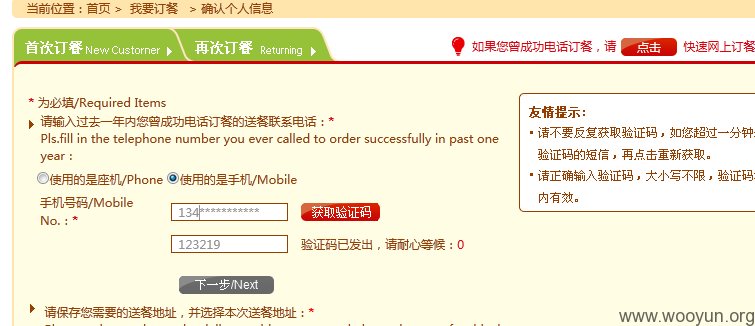 当前位置：首页 > 我要订餐 > 确认个人信息
首次订餐 New Customer 再次订餐 Returning 如果您曾成功电话订餐，请 点击 快速网上订餐
* 为必填/Required Items
请输入过去一年内您曾成功电话订餐的送餐联系电话：*
Pls.fill in the telephone number you ever called to order successfully in past one
year：
使用的是座机/Phone 使用的是手机/Mobile
手机号码/Mobile
No.：*
134*********** 获取验证码
123219 验证码已发出，请耐心等候：0
下一步/Next
请保存您需要的送餐地址，并选择本次送餐地址：*
友情提示：
• 请不要反复获取验证码，如您超过一分钟
验证码的短信，再点击重新获取。
• 请正确输入验证码，大小写不限，验证码
内有效。
www.wooyun.org